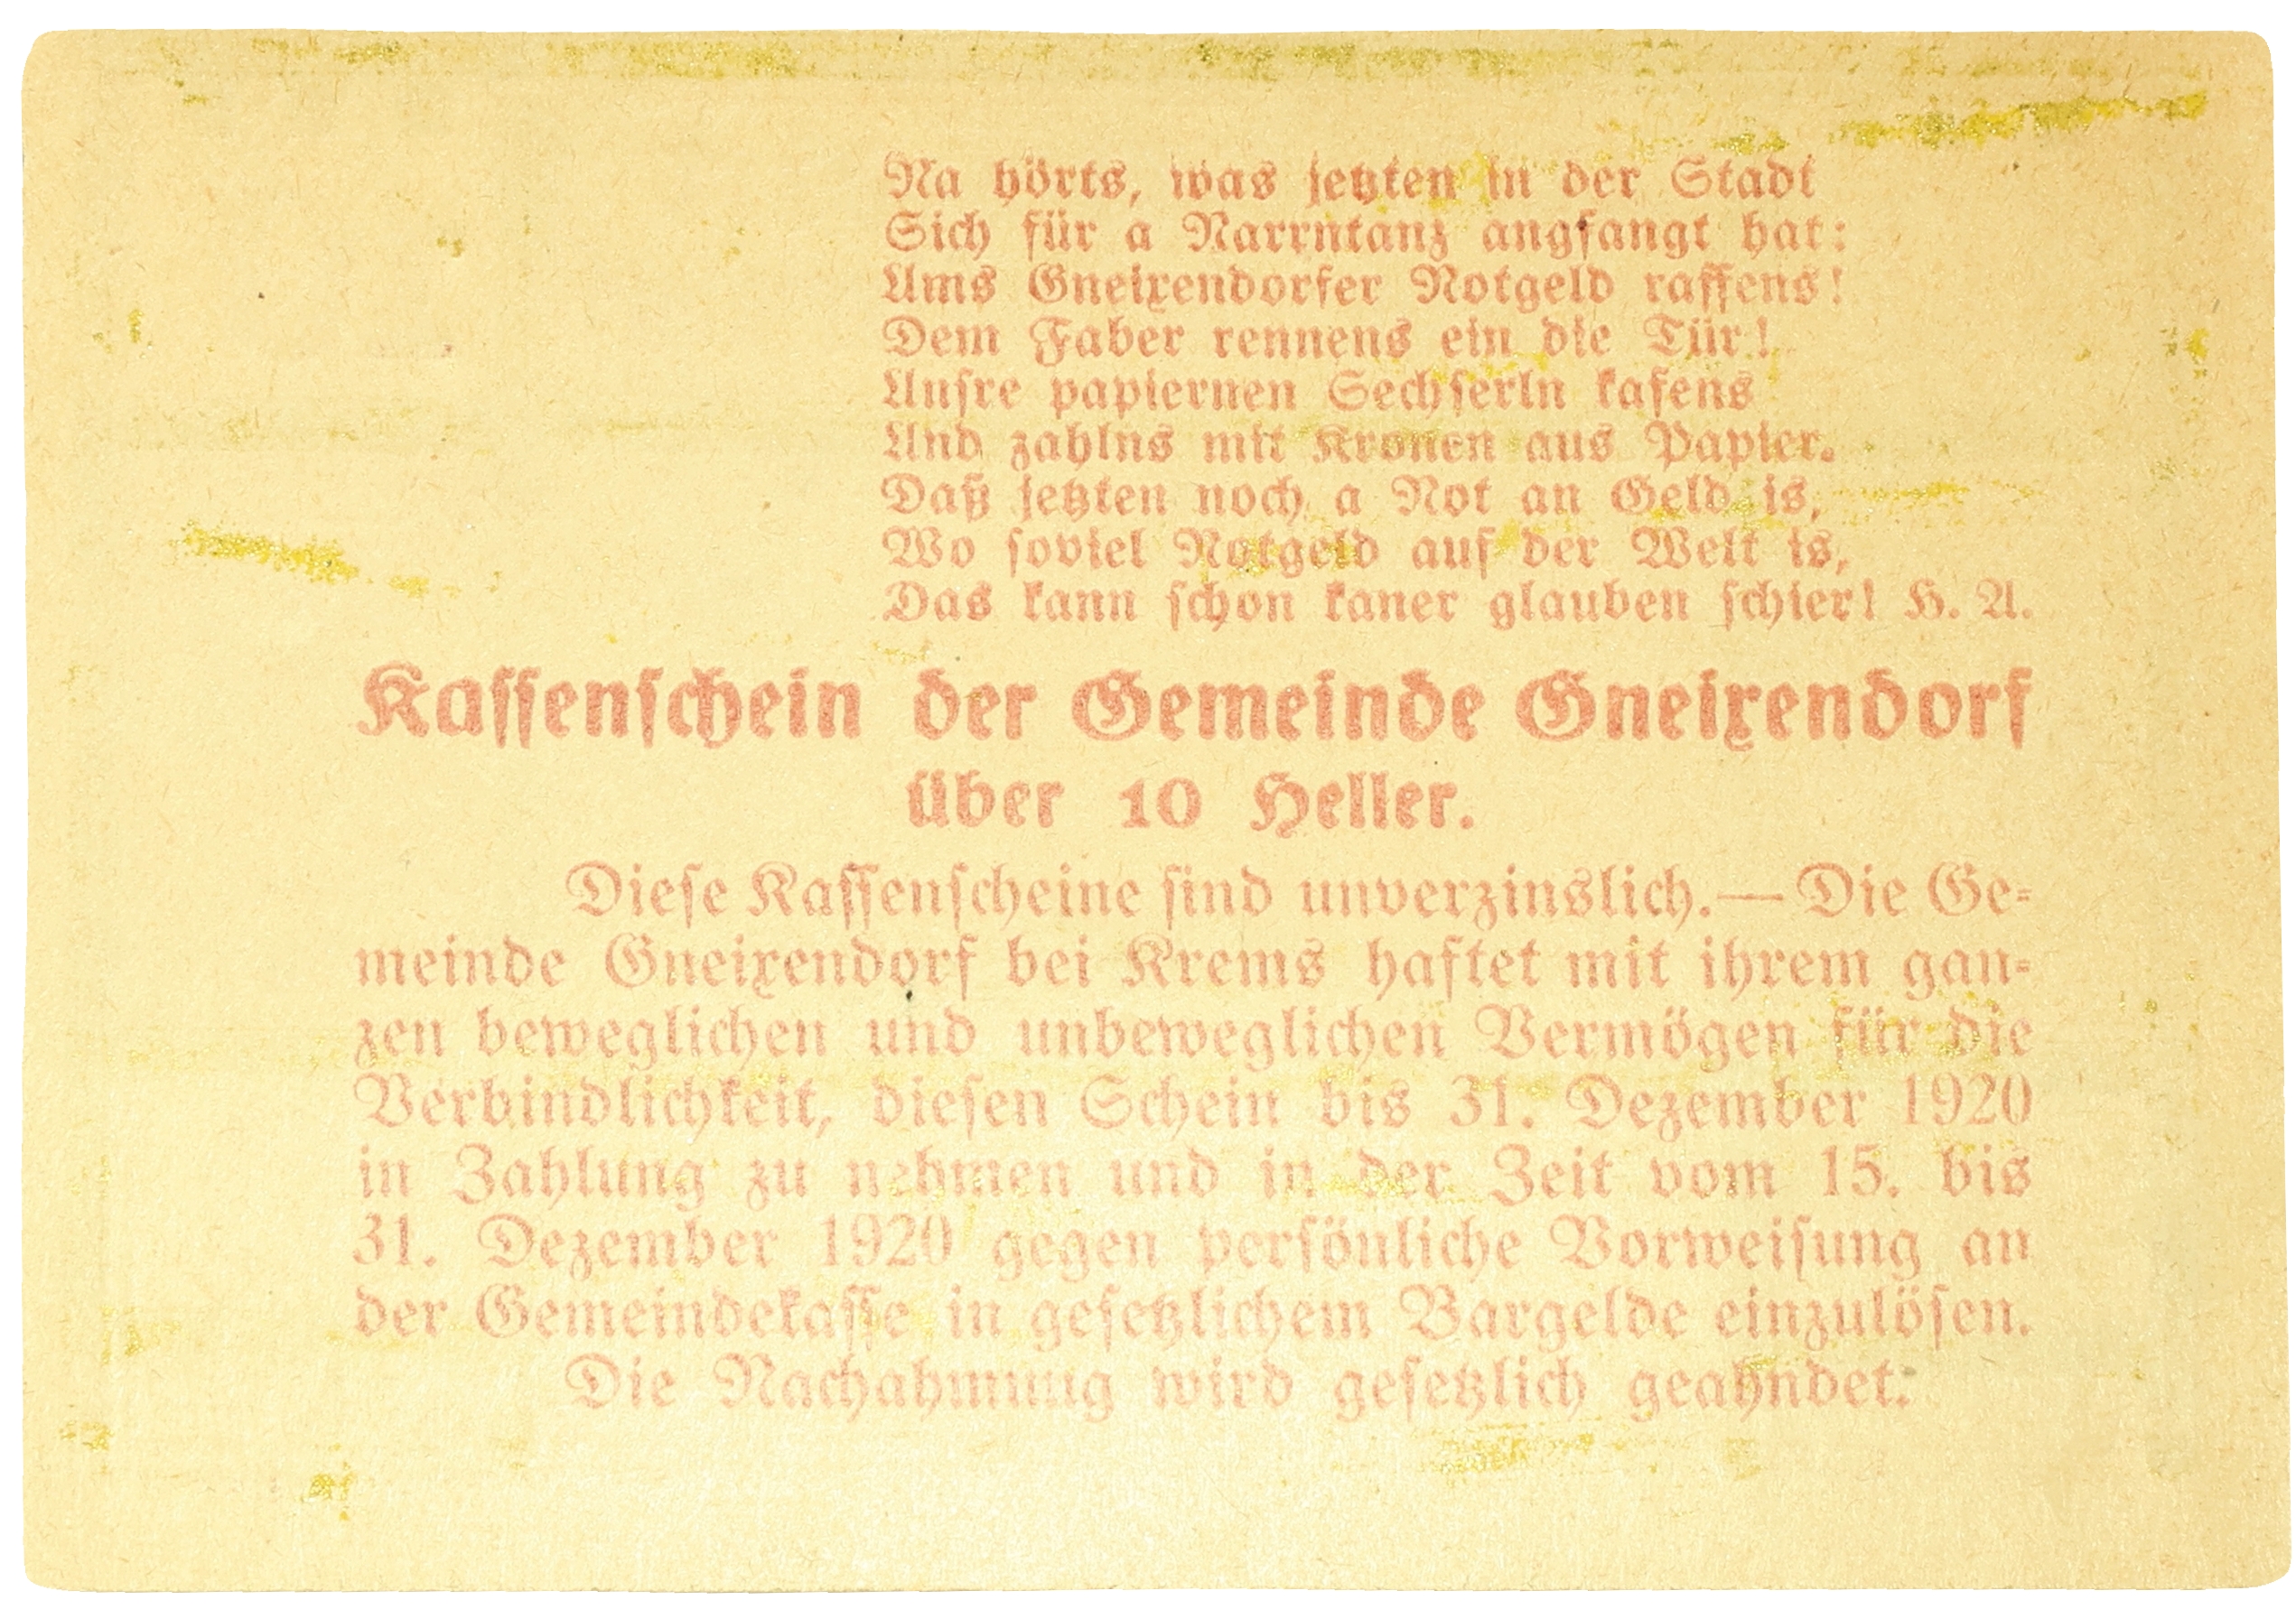 Na hörts, was jetzten in der Stadt
Sich für a Narrntanz angfangt hat:
Ums Gneixendorfer Notgeld raffens!
Dem Faber rennens ein die Tür!
Unsre papiernen Sechserln kafens
Und zahlns mit Kronen aus Papier.
Daß jetzten noch a Not an Geld is,
Wo soviel Notgeld auf der Welt is,
Das kann schon kaner glauben schier! H. A.
Kassenschein der Gemeinde Gneixendorf
über 10 Heller.
Diese Kassenscheine sind unverzinslich. — Die Ge-
meinde Gneixendorf bei Krems haftet mit ihrem gan-
zen beweglichen und unbeweglichen Vermögen für die
Verbindlichkeit, diesen Schein bis 31. Dezember 1920
in Zahlung zu nehmen und in der Zeit vom 15. bis
31. Dezember 1920 gegen persönliche Vorweisung an
der Gemeindekasse in gesetzlichem Bargelde einzulösen.
Die Nachahmung wird gesetzlich geahndet.